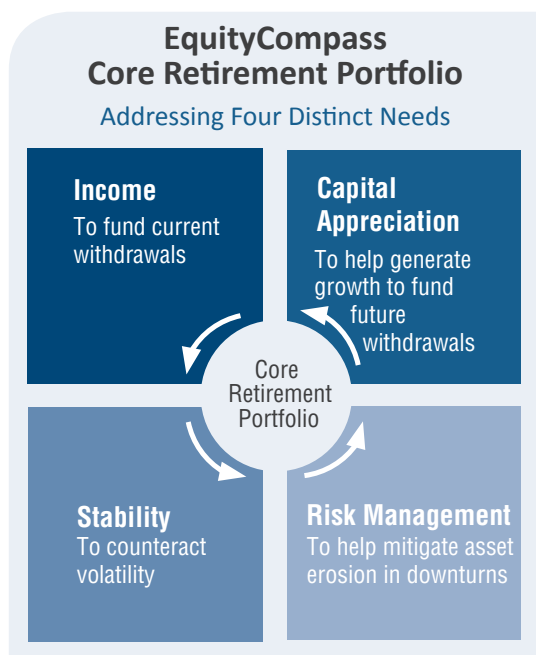 EquityCompass
Core Retirement Portfolio
Addressing Four Distinct Needs
Income
To fund current
withdrawals
Capital
Appreciation
To help generate
growth to fund
future
withdrawals
Core
Retirement
Portfolio
Stability
To counteract
volatility
Risk Management
To help mitigate asset
erosion in downturns